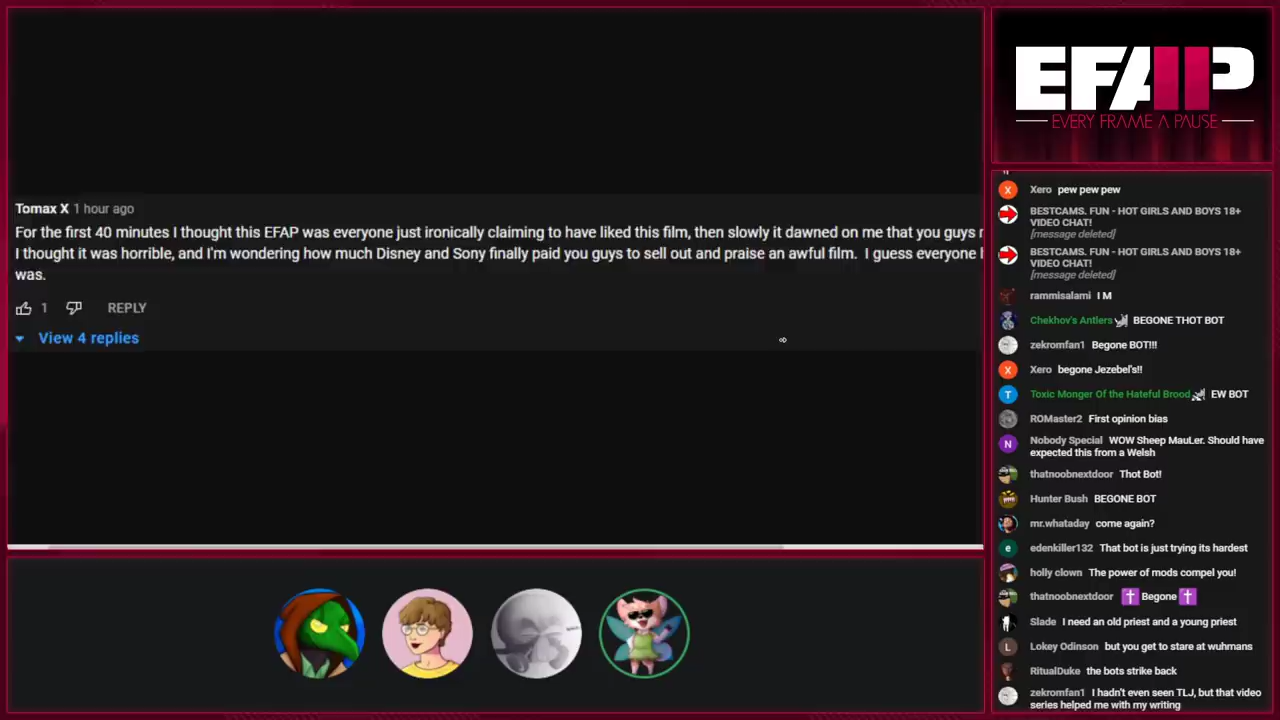 Tomax X 1 hour ago
For the first 40 minutes I thought this EFAP was everyone just ironically claiming to have liked this film, then slowly it dawned on me that you guys
I thought it was horrible, and I'm wondering how much Disney and Sony finally paid you guys to sell out and praise an awful film. I guess everyone
was.
1 REPLY
View 4 replies
EFAP
EVERY FRAME A PAUSE
Xero pew pew pew
BESTCAMS. FUN - HOT GIRLS AND BOYS 18+
VIDEO CHAT!
[message deleted]
BESTCAMS. FUN - HOT GIRLS AND BOYS 18+
VIDEO CHAT!
[message deleted]
rammisalami I M
Chekhov's Antlers BEGONE THOT BOT
zekromfan1 Begone BOT!!!
Xero begone Jezebel's!!
Toxic Monger Of the Hateful Brood EW BOT
ROMaster2 First opinion bias
Nobody Special WOW Sheep MauLer. Should have
expected this from a Welsh
thatnoobnextdoor Thot Bot!
Hunter Bush BEGONE BOT
mr.whataday come again?
edenkiller132 That bot is just trying its hardest
holly clown The power of mods compel you!
thatnoobnextdoor ✝️ Begone ✝️
Slade I need an old priest and a young priest
Lokey Odinson but you get to stare at wuhmans
RitualDuke the bots strike back
zekromfan1 I hadn't even seen TLJ, but that video
series helped me with my writing